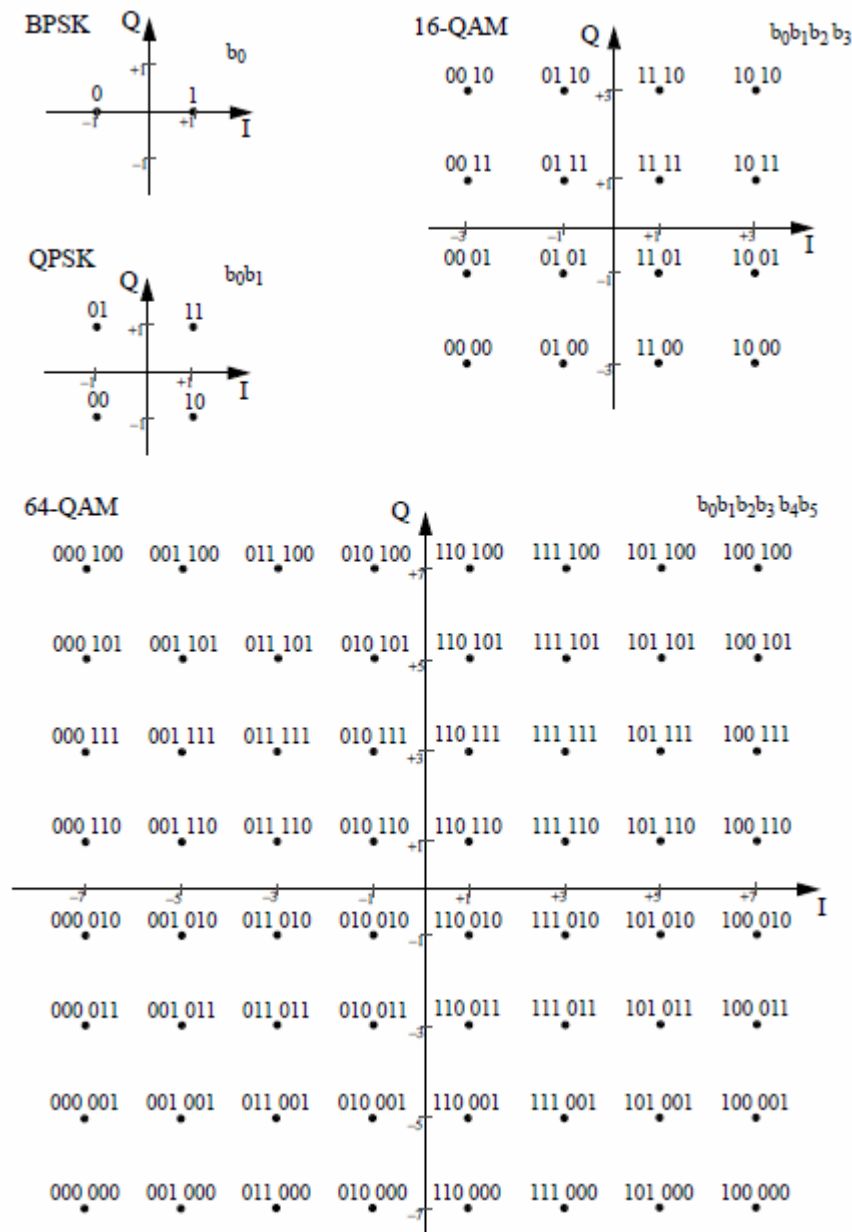 BPSK
Q
b0
+1
0 1
–1 +1 I
–1
16-QAM
Q
b0b1b2 b3
00 10 01 10 11 10 10 10
+3
00 11 01 11 11 11 10 11
+1
–3 –1 +1 +3 I
00 01 01 01 11 01 10 01
–1
00 00 01 00 11 00 10 00
–3
QPSK
Q
b0b1
01 11
+1
–1 +1 I
00 10
–1
64-QAM
Q
b0b1b2b3 b4b5
000 100 001 100 011 100 010 100 110 100 111 100 101 100 100 100
+7
000 101 001 101 011 101 010 101 110 101 111 101 101 101 100 101
+5
000 111 001 111 011 111 010 111 110 111 111 111 101 111 100 111
+3
000 110 001 110 011 110 010 110 110 110 111 110 101 110 100 110
+1
–7 –5 –3 –1 +1 +3 +5 +7 I
000 010 001 010 011 010 010 010 110 010 111 010 101 010 100 010
–1
000 011 001 011 011 011 010 011 110 011 111 011 101 011 100 011
–3
000 001 001 001 011 001 010 001 110 001 111 001 101 001 100 001
–5
000 000 001 000 011 000 010 000 110 000 111 000 101 000 100 000
–7